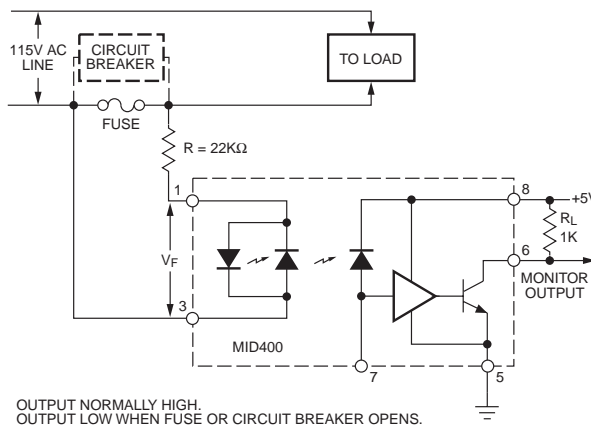 115V AC
LINE
CIRCUIT
BREAKER
TO LOAD
FUSE
R = 22KΩ
1
8
+5V
RL
1K
VF
6
MONITOR
OUTPUT
3
MID400
7
5
OUTPUT NORMALLY HIGH.
OUTPUT LOW WHEN FUSE OR CIRCUIT BREAKER OPENS.